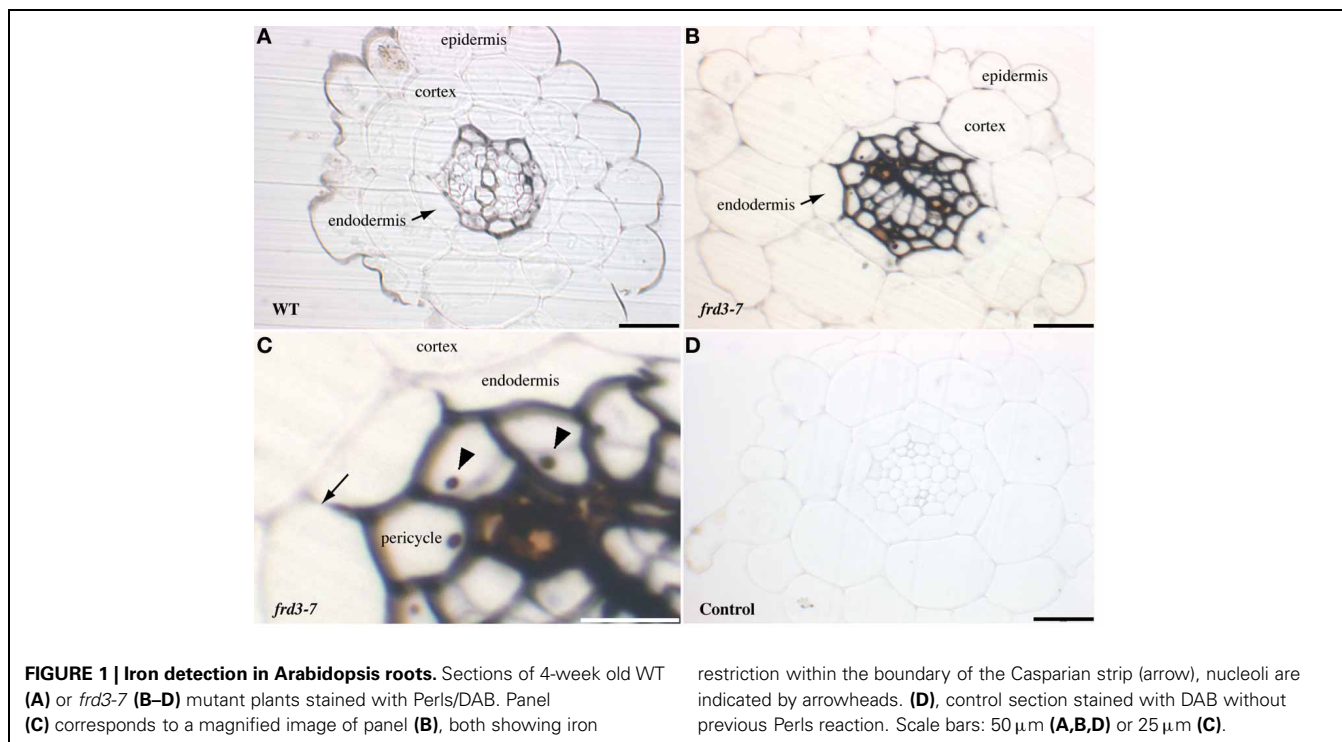 A
epidermis
cortex
endermis
WT
B
epidermis
cortex
endodermis
frd3-7
C
cortex
endodermis
pericycle
frd3-7
D
Control
FIGURE 1 | Iron detection in Arabidopsis roots. Sections of 4-week old WT
(A) or frd3-7 (B–D) mutant plants stained with Perls/DAB. Panel
(C) corresponds to a magnified image of panel (B), both showing iron
restriction within the boundary of the Casparian strip (arrow), nucleoli are
indicated by arrowheads. (D), control section stained with DAB without
previous Perls reaction. Scale bars: 50 μm (A,B,D) or 25 μm (C).